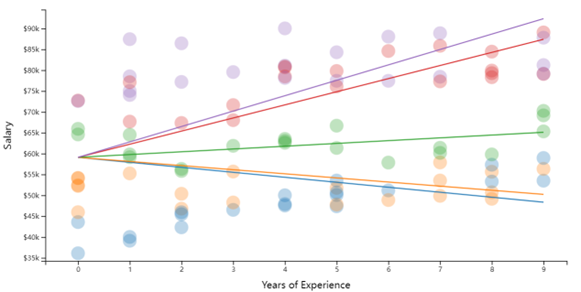 $90k
$85k
$80k
$75k
$70k
$65k
$60k
$55k
$50k
$45k
$40k
$35k
Salary
0 1 2 3 4 5 6 7 8 9
Years of Experience